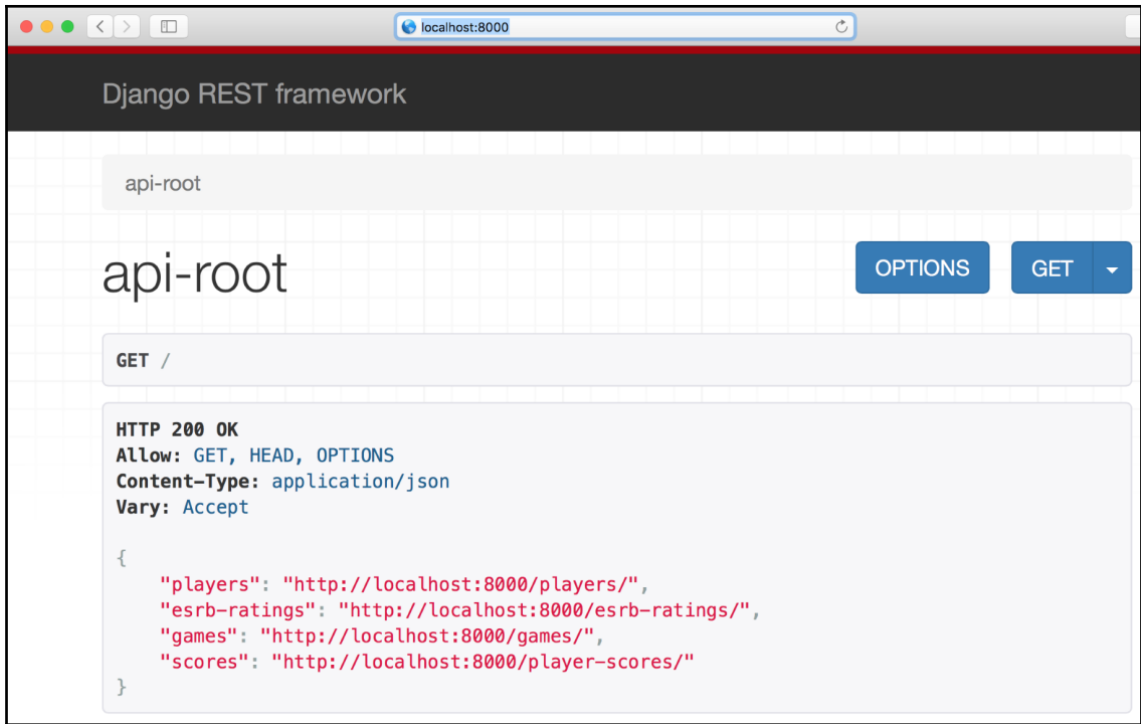 localhost:8000
Django REST framework
api-root
api-root
OPTIONS
GET
GET /
HTTP 200 OK
Allow: GET, HEAD, OPTIONS
Content-Type: application/json
Vary: Accept
{
    "players": "http://localhost:8000/players/",
    "esrb-ratings": "http://localhost:8000/esrb-ratings/",
    "games": "http://localhost:8000/games/",
    "scores": "http://localhost:8000/player-scores/"
}